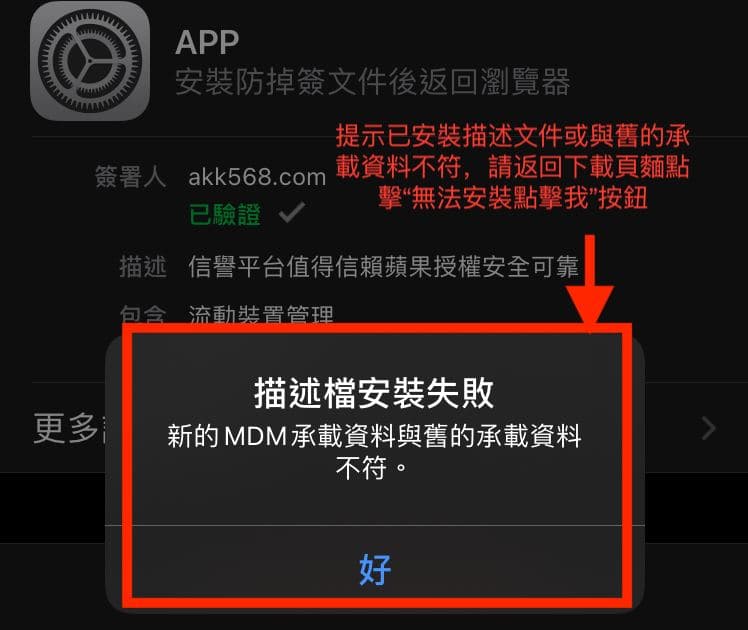 APP
安裝防掉簽文件後返回瀏覽器
提示已安裝描述文件或與舊的承
載資料不符，請返回下載頁麵點
擊“無法安裝點擊我”按鈕
簽署人 akk568.com
已驗證
描述 信譽平台值得信賴蘋果授權安全可靠
包含 流動裝置管理
更多
描述檔安裝失敗
新的MDM承載資料與舊的承載資料
不符。
好